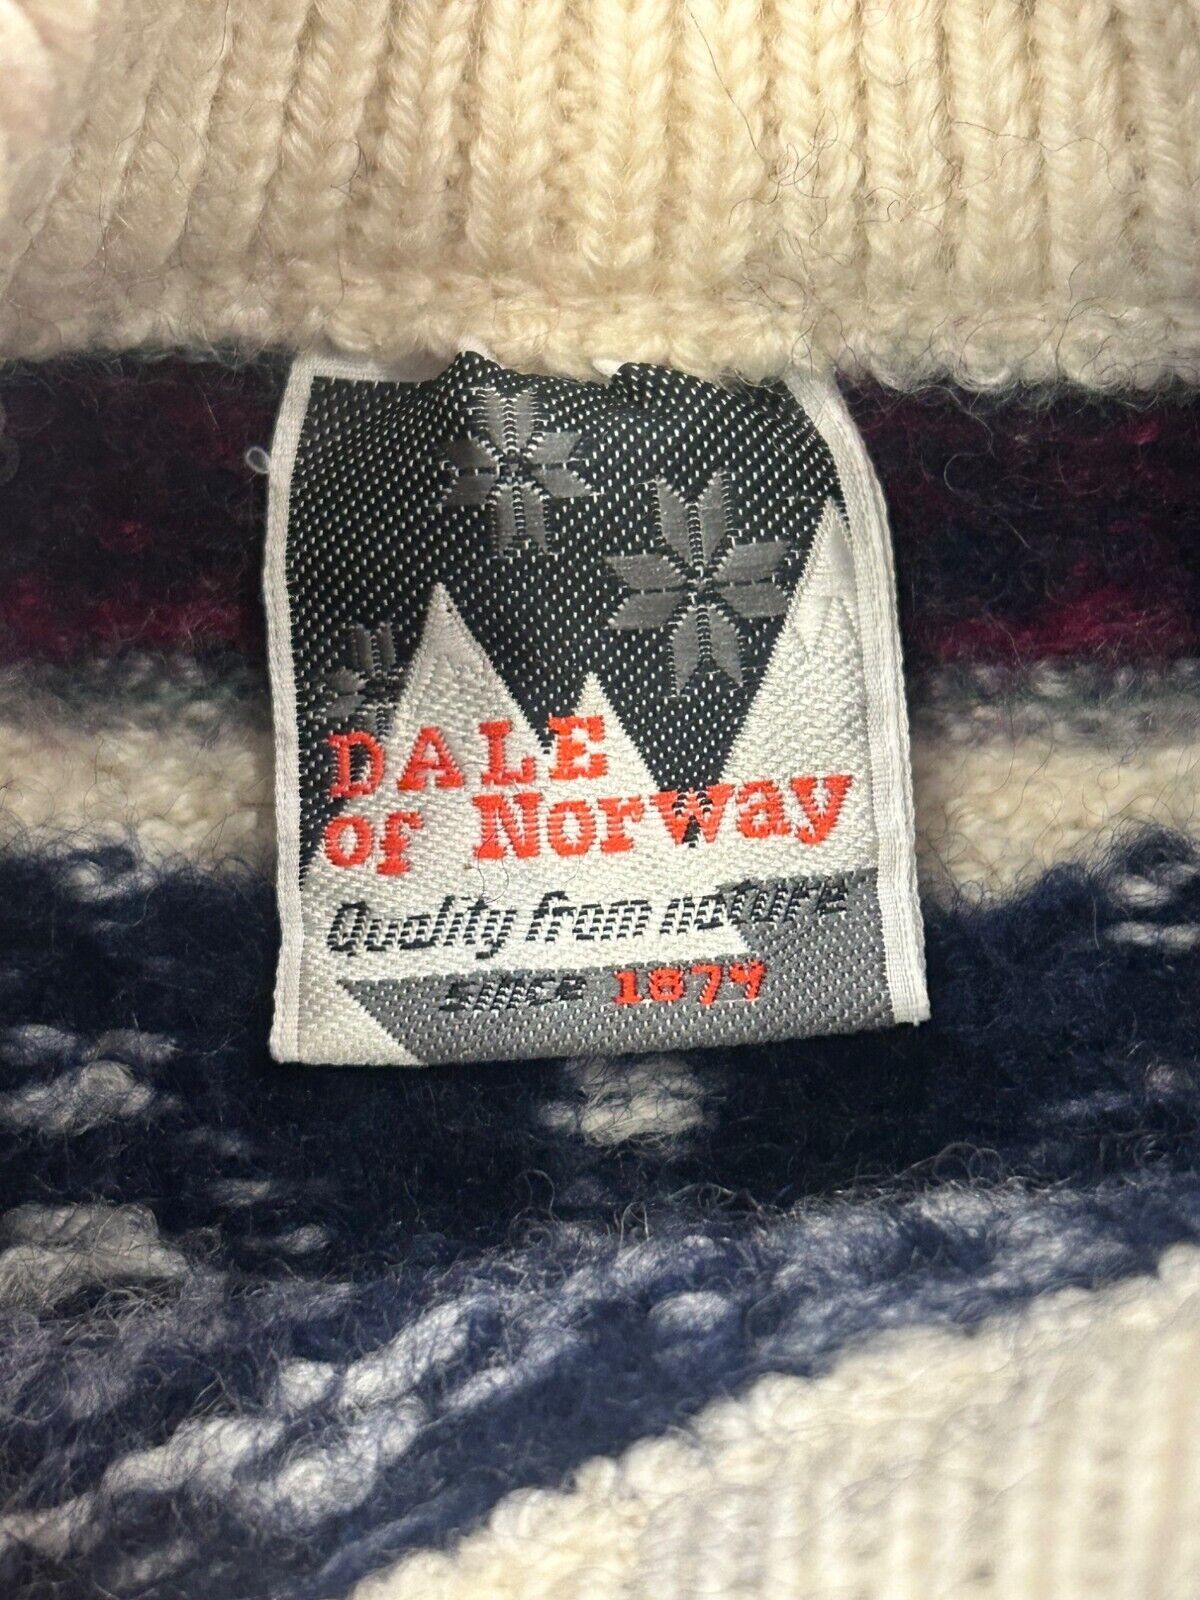 DALE
of Norway
Quality from nature
since 1879